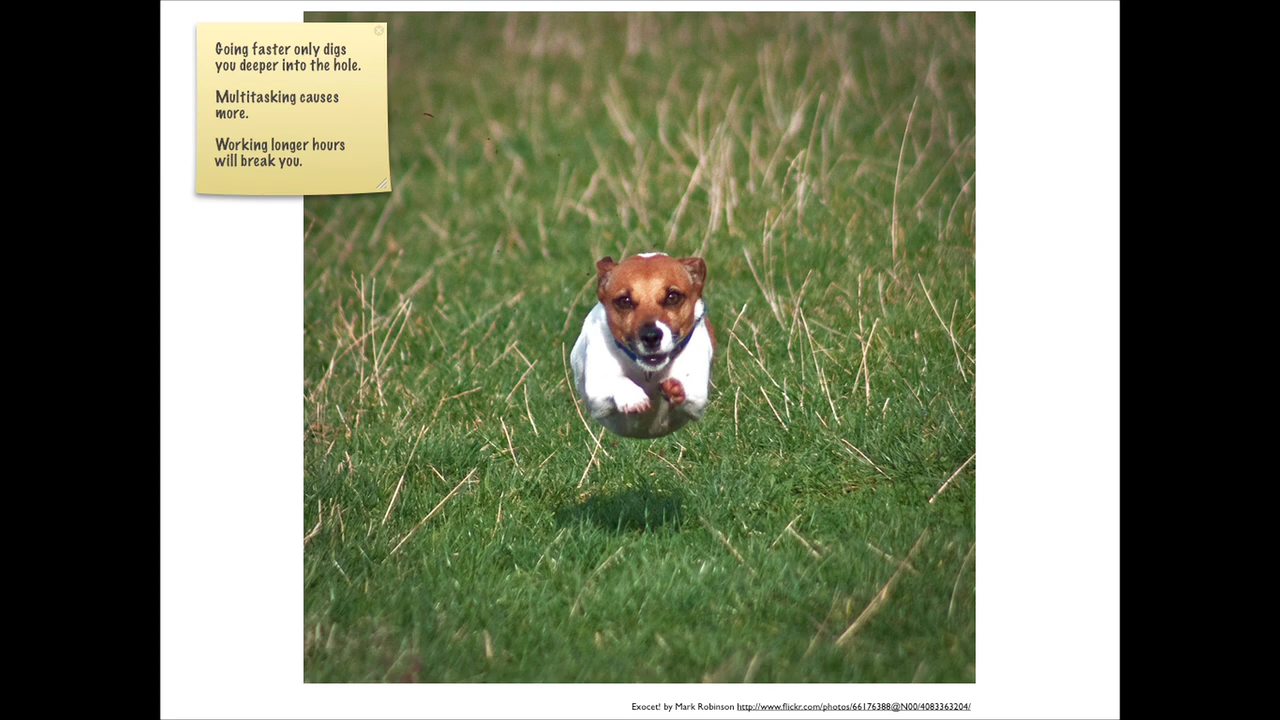 Going faster only digs
you deeper into the hole.
Multitasking causes
more.
Working longer hours
will break you.
Exocet! by Mark Robinson http://www.flickr.com/photos/66176388@N00/4083363204/